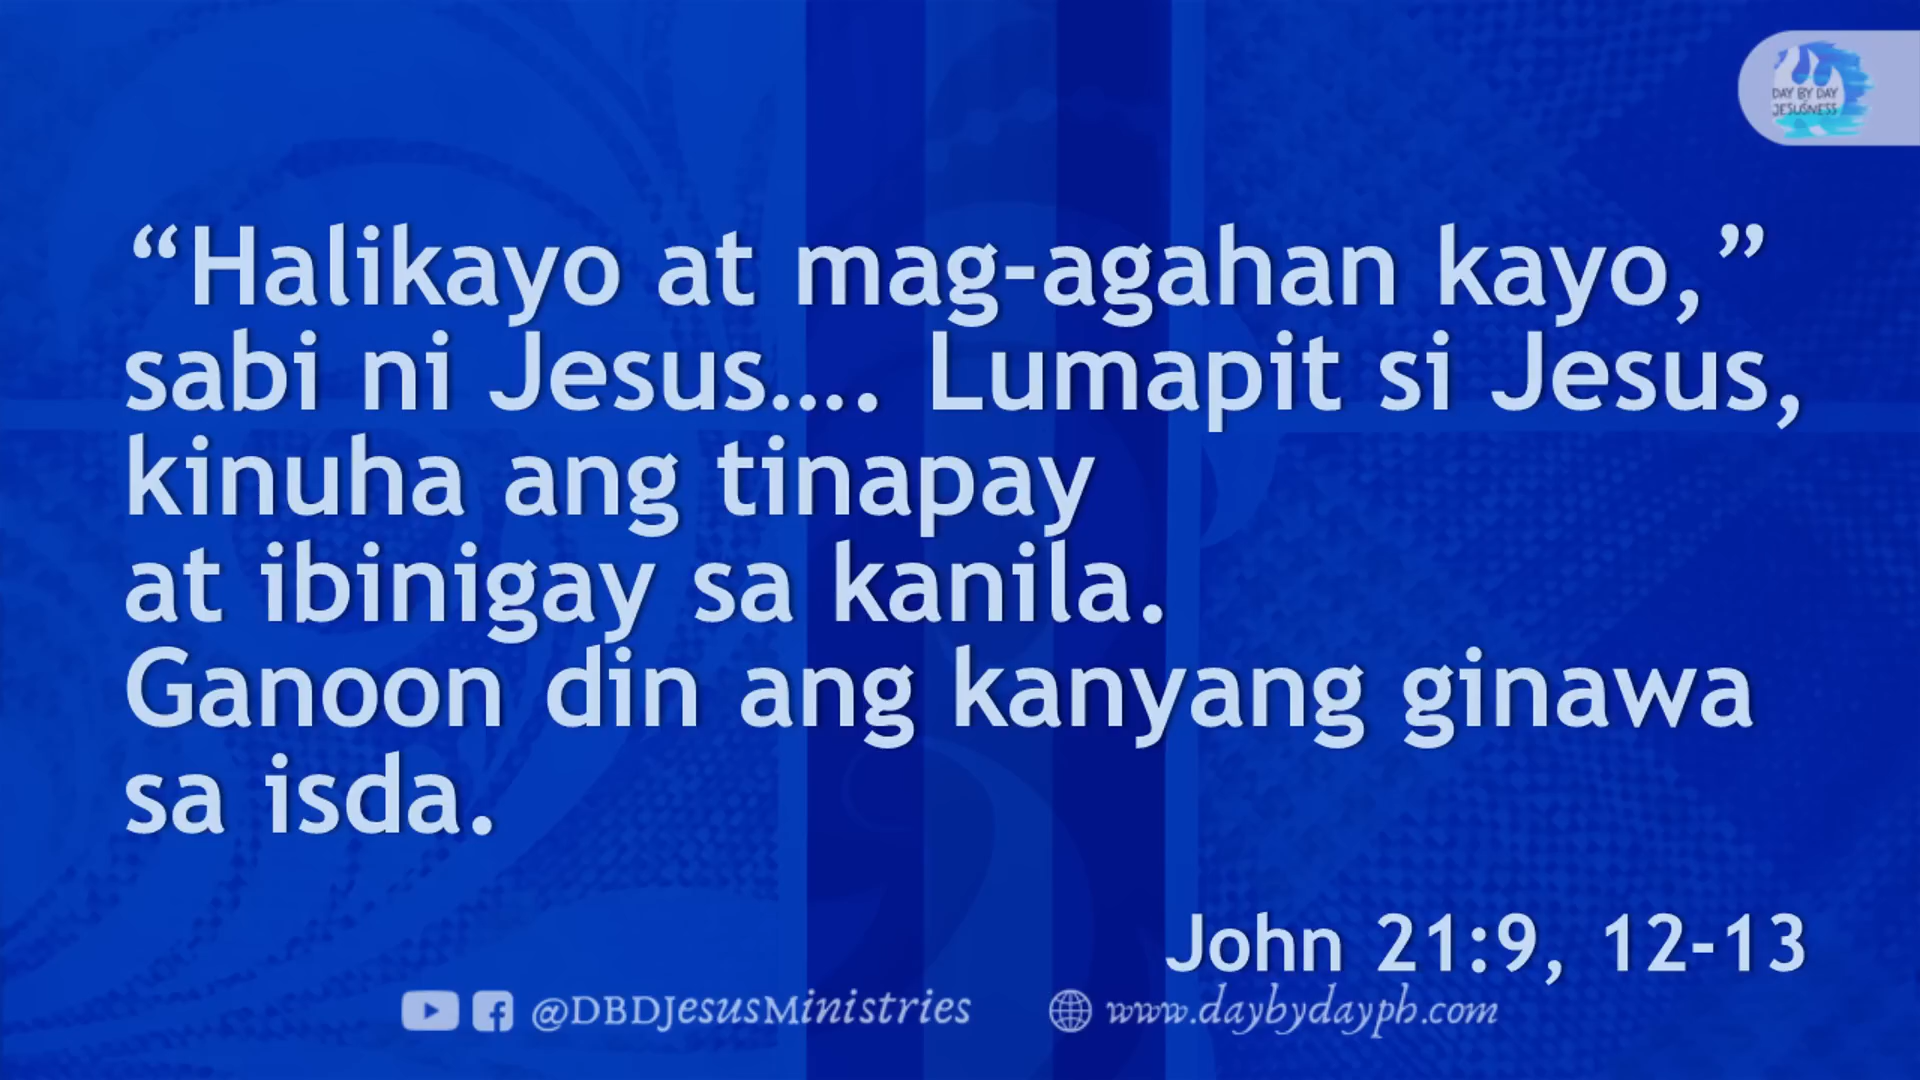 DAY BY DAY
JESUSNESS
“Halikayo at mag-agahan kayo,”
sabi ni Jesus.... Lumapit si Jesus,
kinuha ang tinapay
at ibinigay sa kanila.
Ganoon din ang kanyang ginawa
sa isda.
John 21:9, 12-13
@DBDJesusMinistries www.daybydayph.com